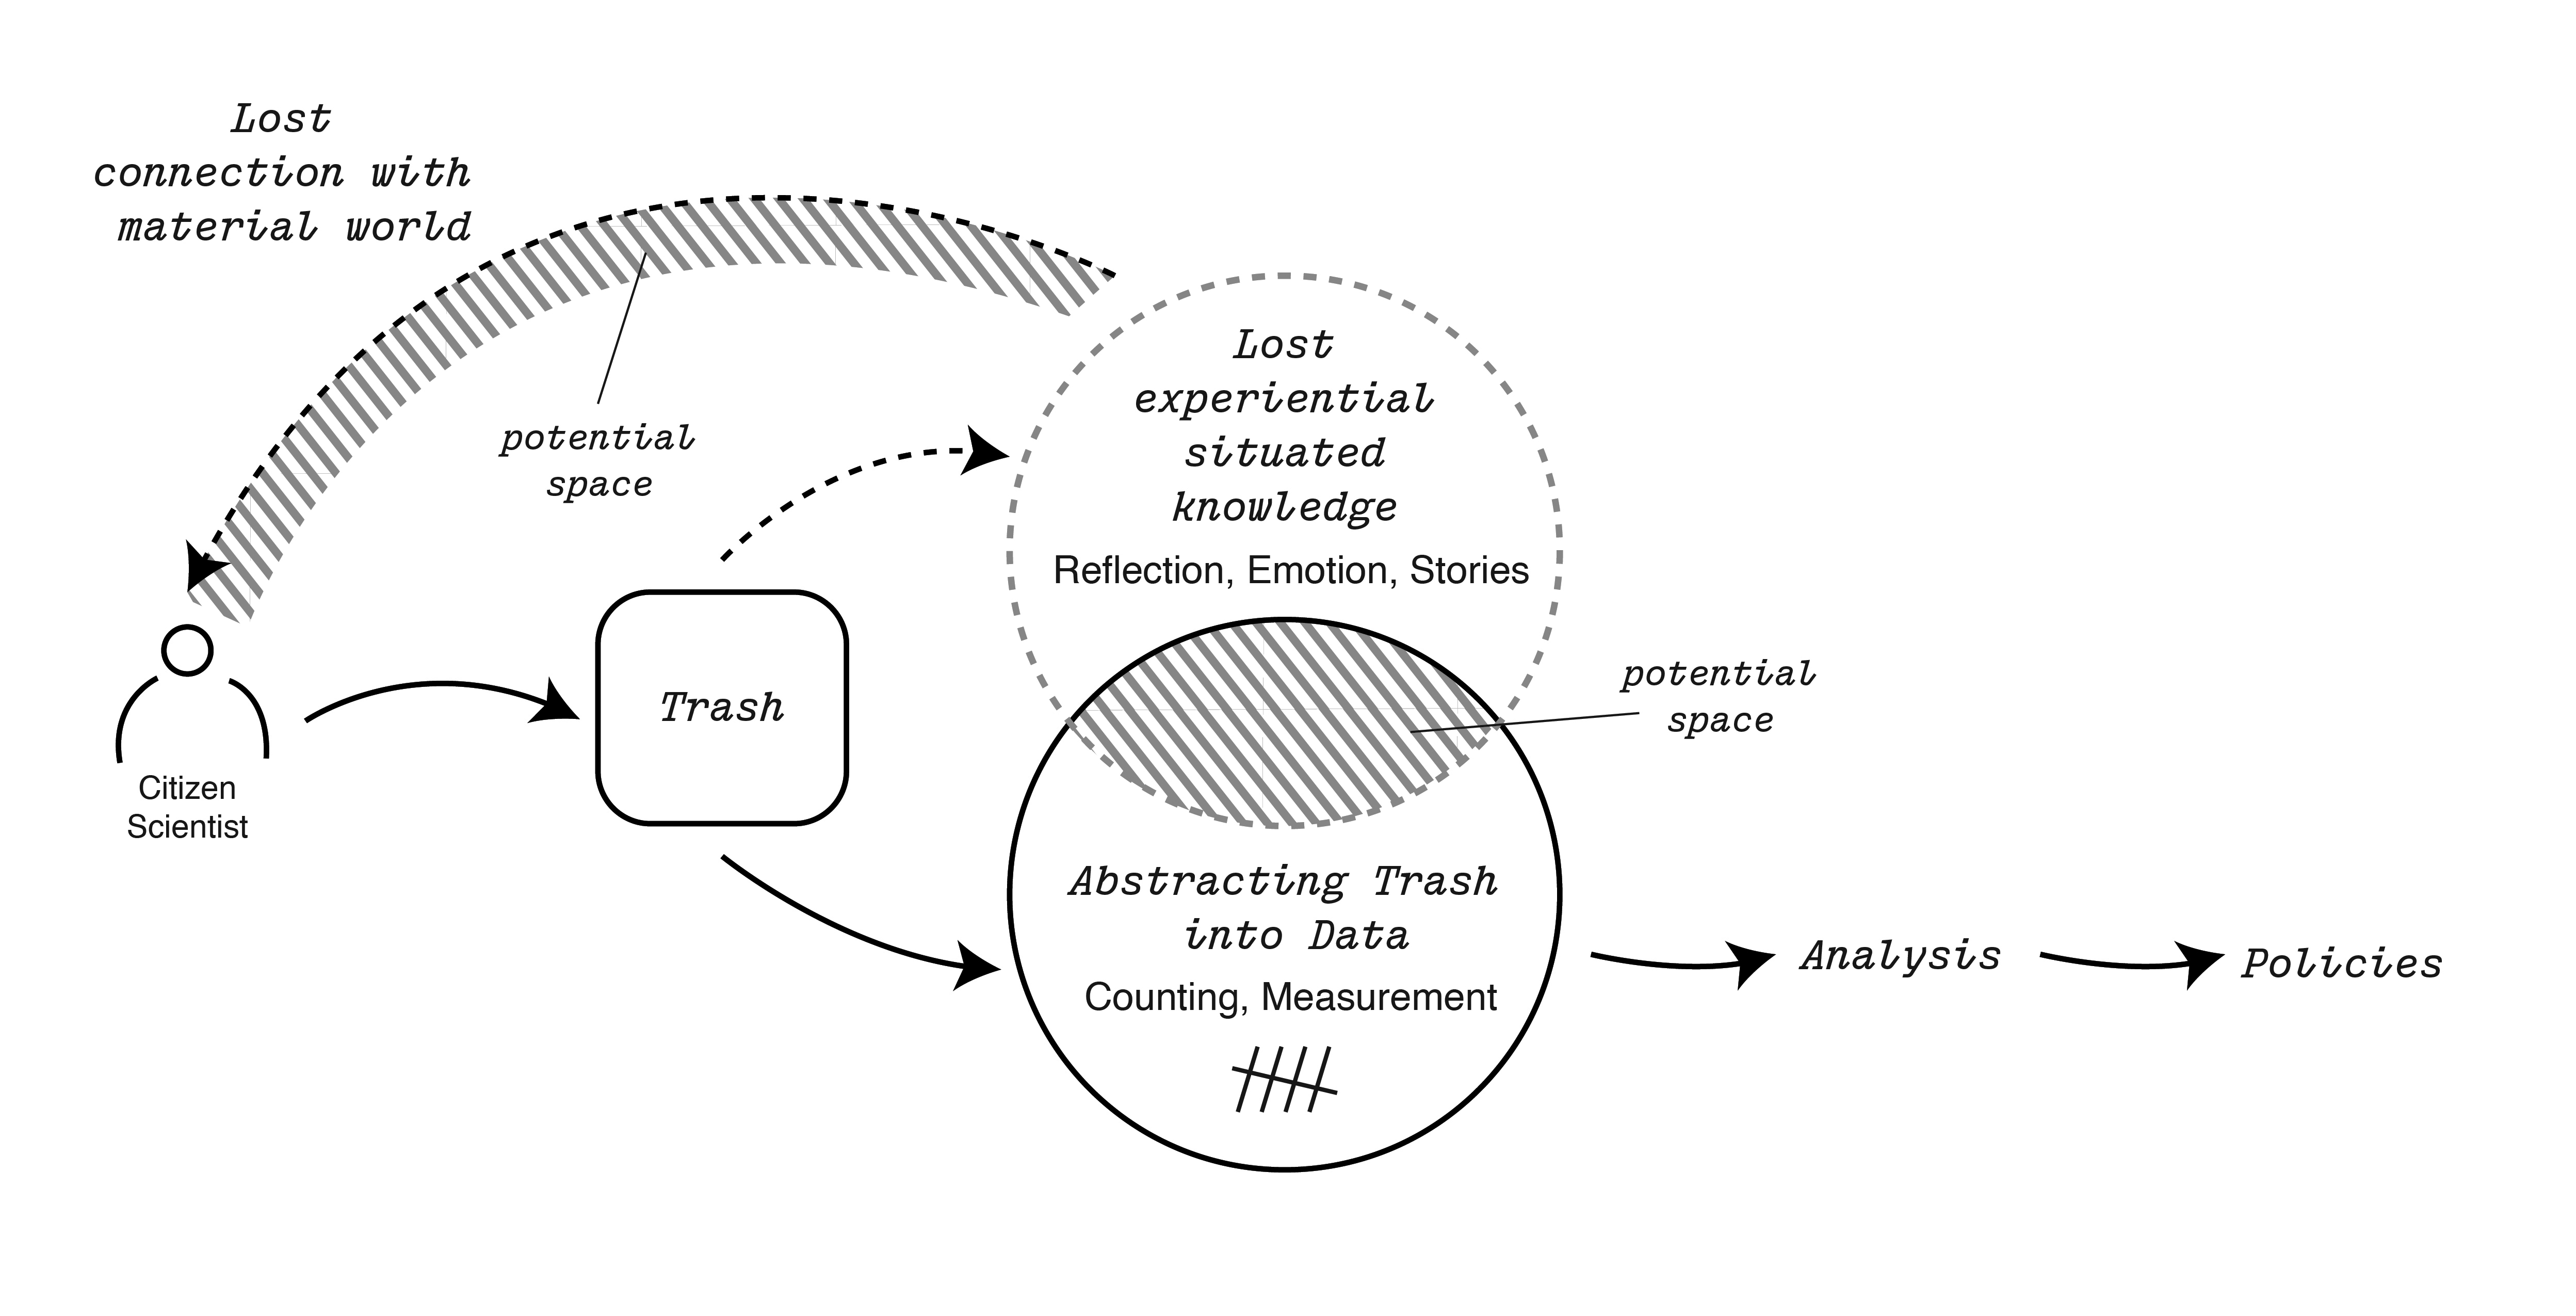 Lost
connection with
material world
potential
space
Lost
experiential
situated
knowledge
Reflection, Emotion, Stories
potential
space
Trash
Citizen
Scientist
Abstracting Trash
into Data
Counting, Measurement
Analysis
Policies